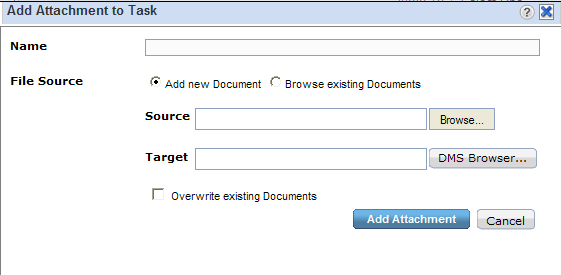 Add Attachment to Task ?
Name
File Source Add new Document Browse existing Documents
Source Browse...
Target DMS Browser...
Overwrite existing Documents
Add Attachment Cancel